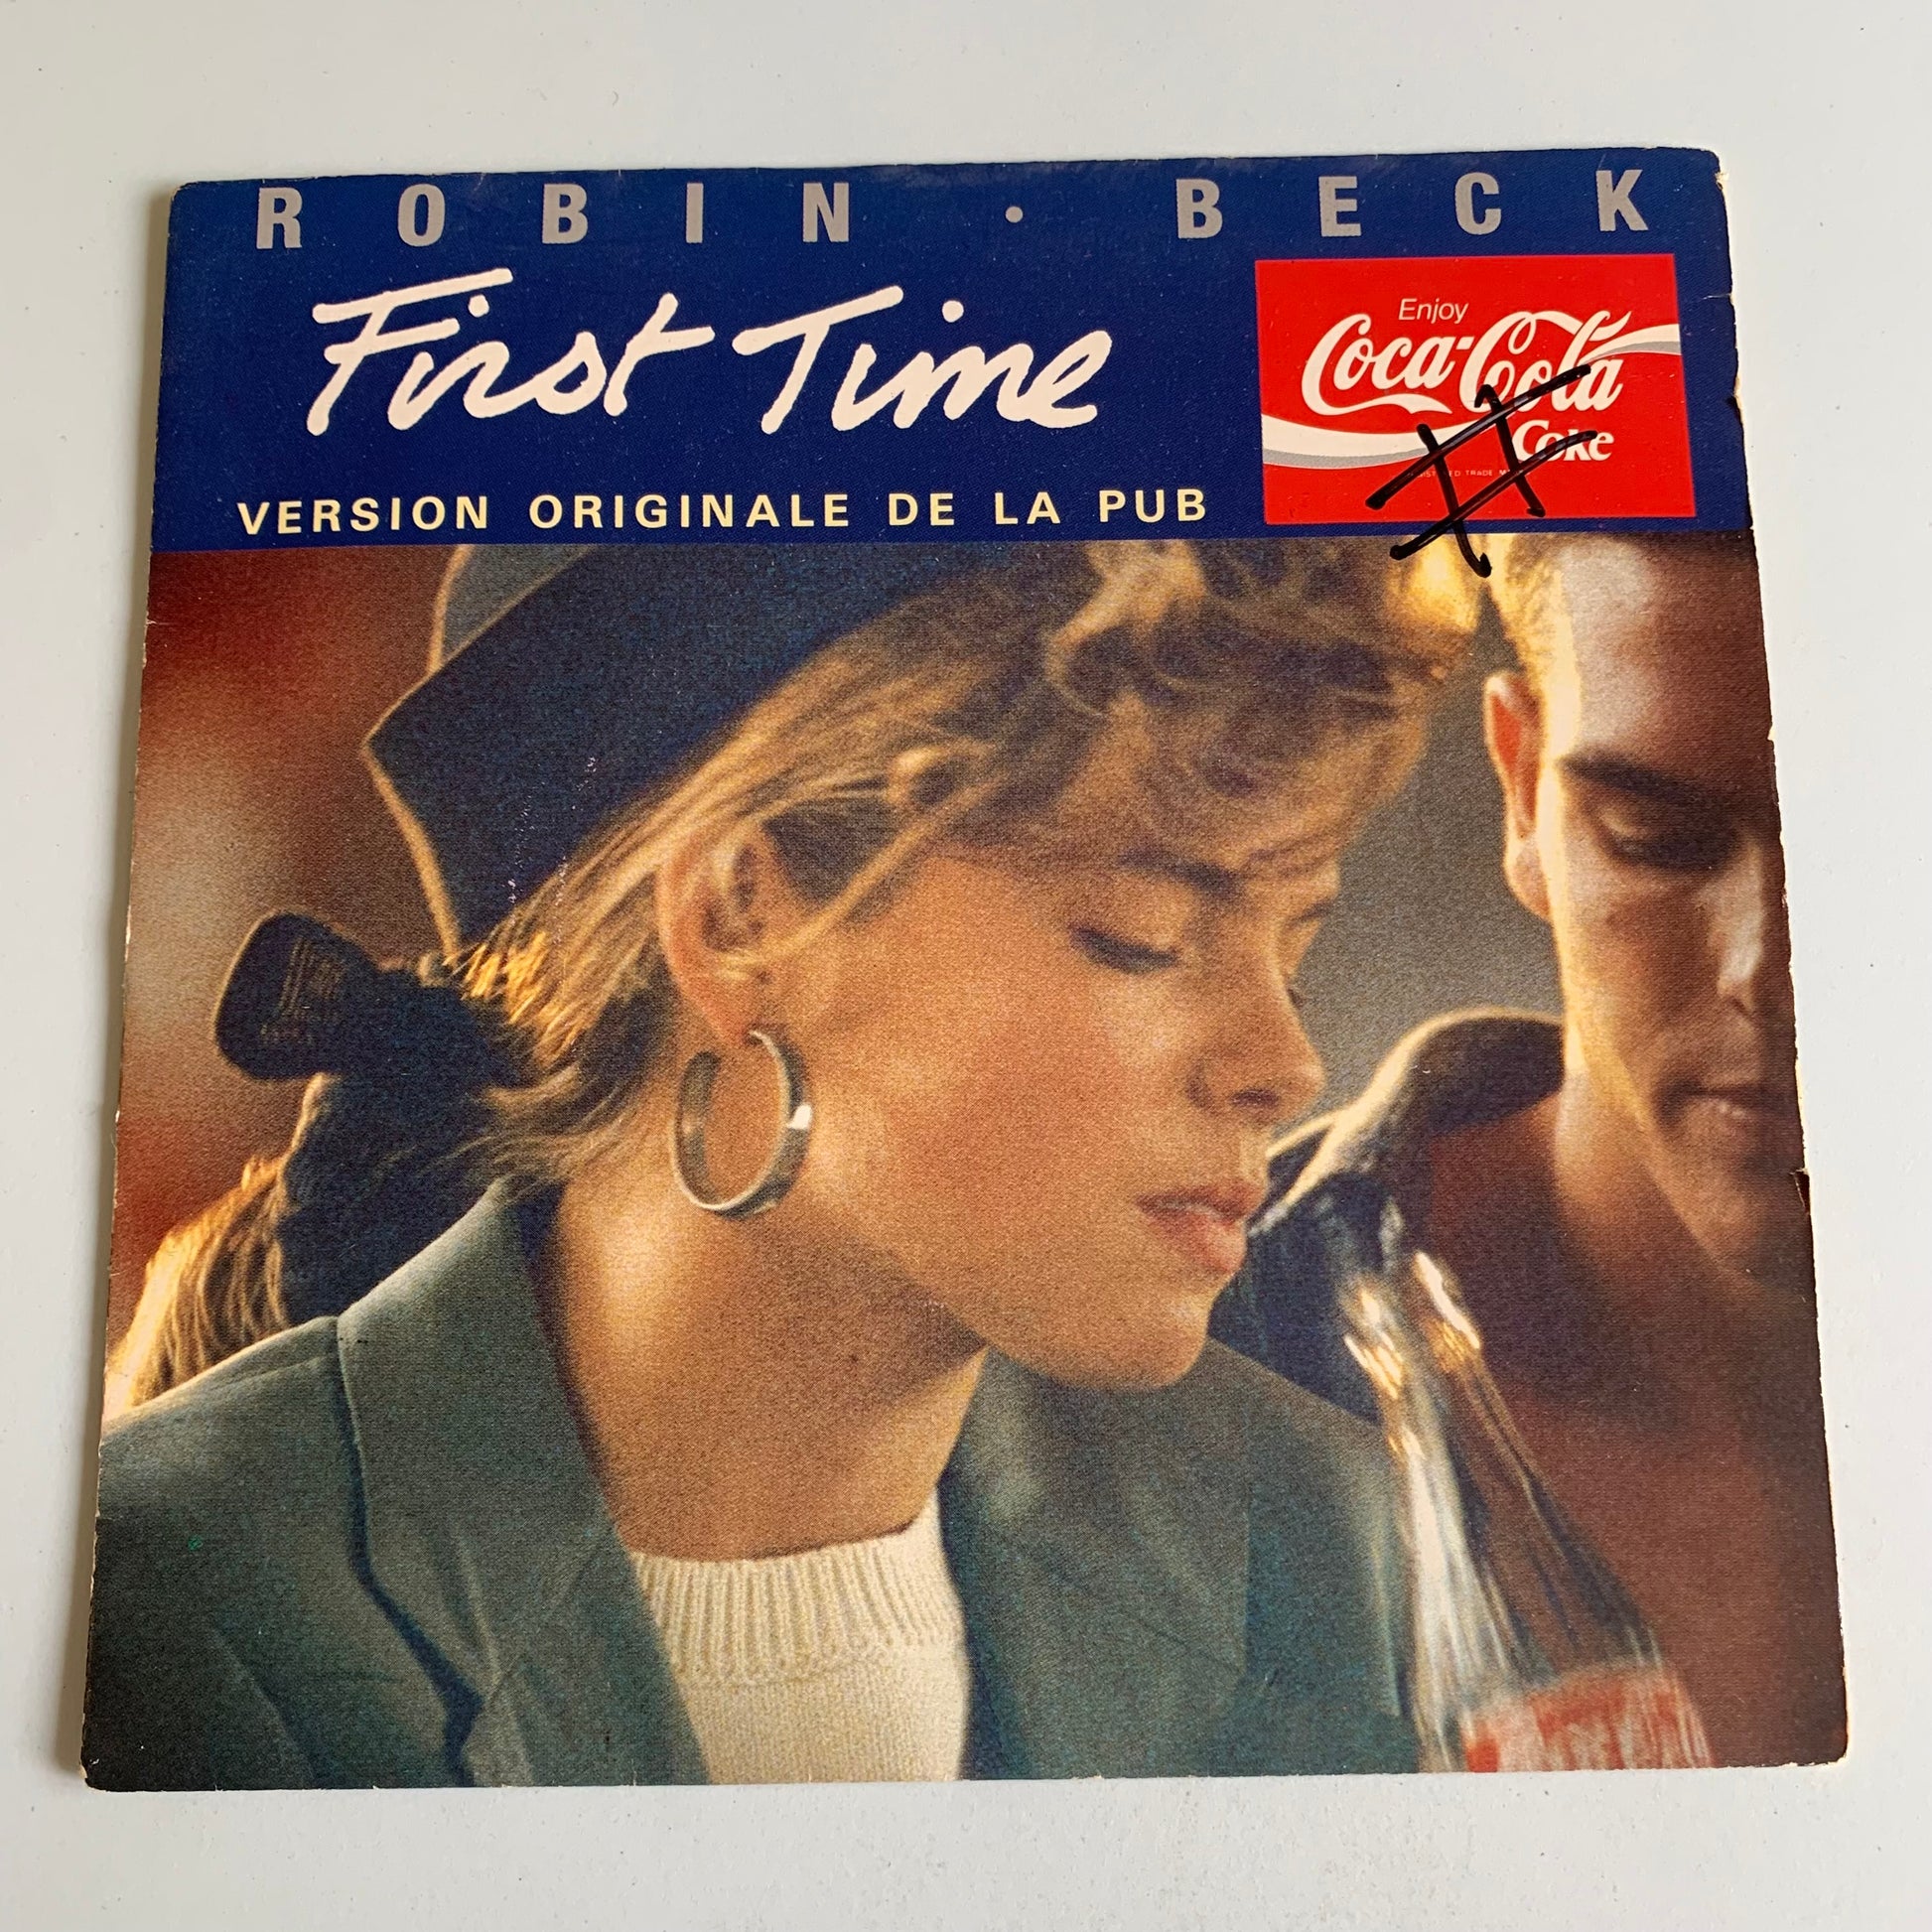 ROBIN • BECK
First Time
Enjoy
Coca-Cola
Coke
VERSION ORIGINALE DE LA PUB
#